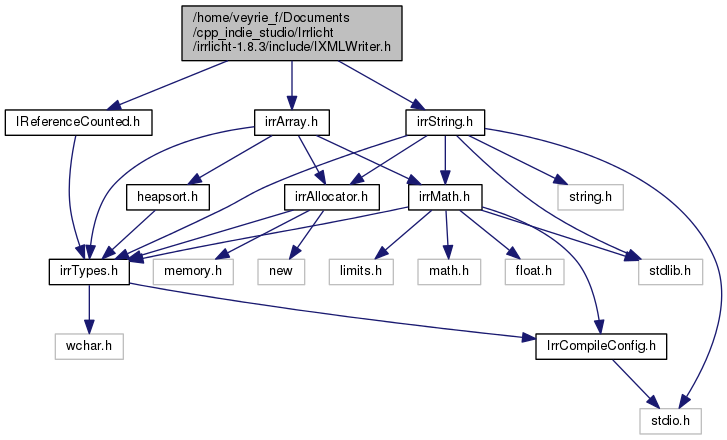 /home/veyrie_f/Documents
/cpp_indie_studio/Irrlicht
/irrlicht-1.8.3/include/IXMLWriter.h
IReferenceCounted.h
irrArray.h
irrString.h
heapsort.h
irrAllocator.h
irrMath.h
string.h
irrTypes.h
memory.h
new
limits.h
math.h
float.h
stdlib.h
wchar.h
IrrCompileConfig.h
stdio.h